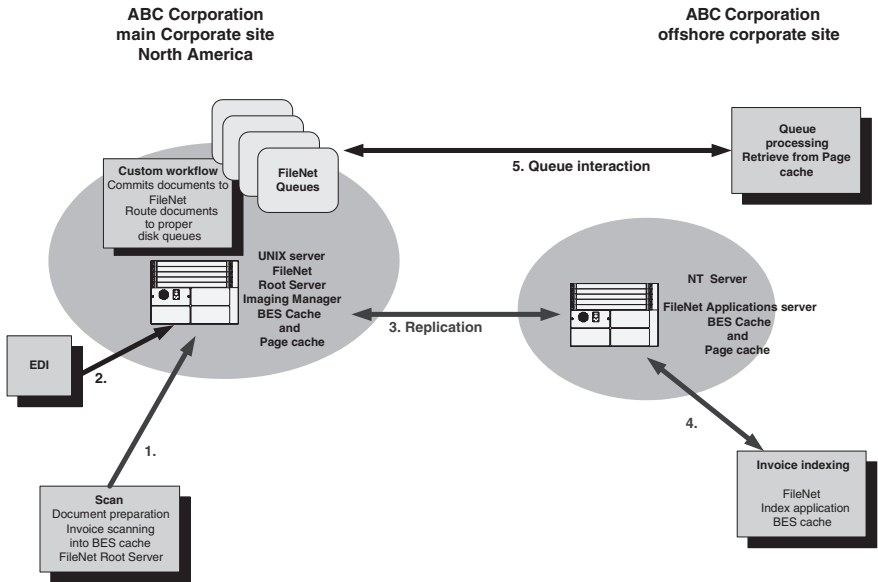 ABC Corporation
main Corporate site
North America
ABC Corporation
offshore corporate site
FileNet
Queues
Custom workflow
Commits documents to
FileNet
Route documents
to proper
disk queues
5. Queue interaction
Queue
processing
Retrieve from Page
cache
UNIX server
FileNet
Root Server
Imaging Manager
BES Cache
and
Page cache
3. Replication
NT Server
FileNet Applications server
BES Cache
and
Page cache
EDI
2.
1.
4.
Scan
Document preparation
Invoice scanning
into BES cache
FileNet Root Server
Invoice indexing
FileNet
Index application
BES cache